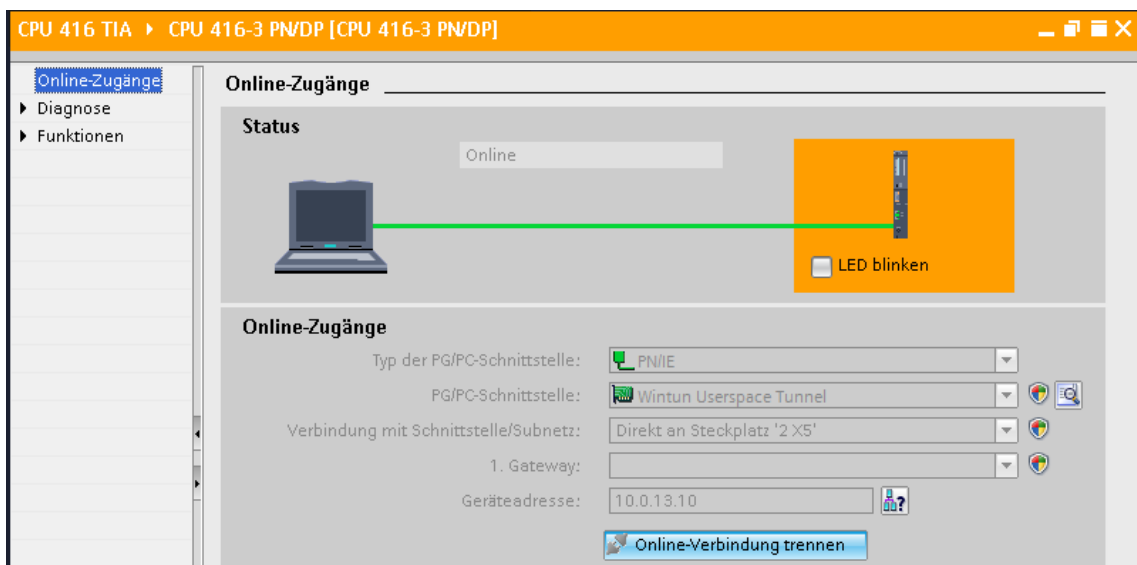 CPU 416 TIA ▸ CPU 416-3 PN/DP [CPU 416-3 PN/DP]
Online-Zugänge
Diagnose
Funktionen
Online-Zugänge
Status
Online
LED blinken
Online-Zugänge
Typ der PG/PC-Schnittstelle: PN/IE
PG/PC-Schnittstelle: Wintun Userspace Tunnel
Verbindung mit Schnittstelle/Subnetz: Direkt an Steckplatz '2 X5'
1. Gateway:
Geräteadresse: 10.0.13.10
Online-Verbindung trennen